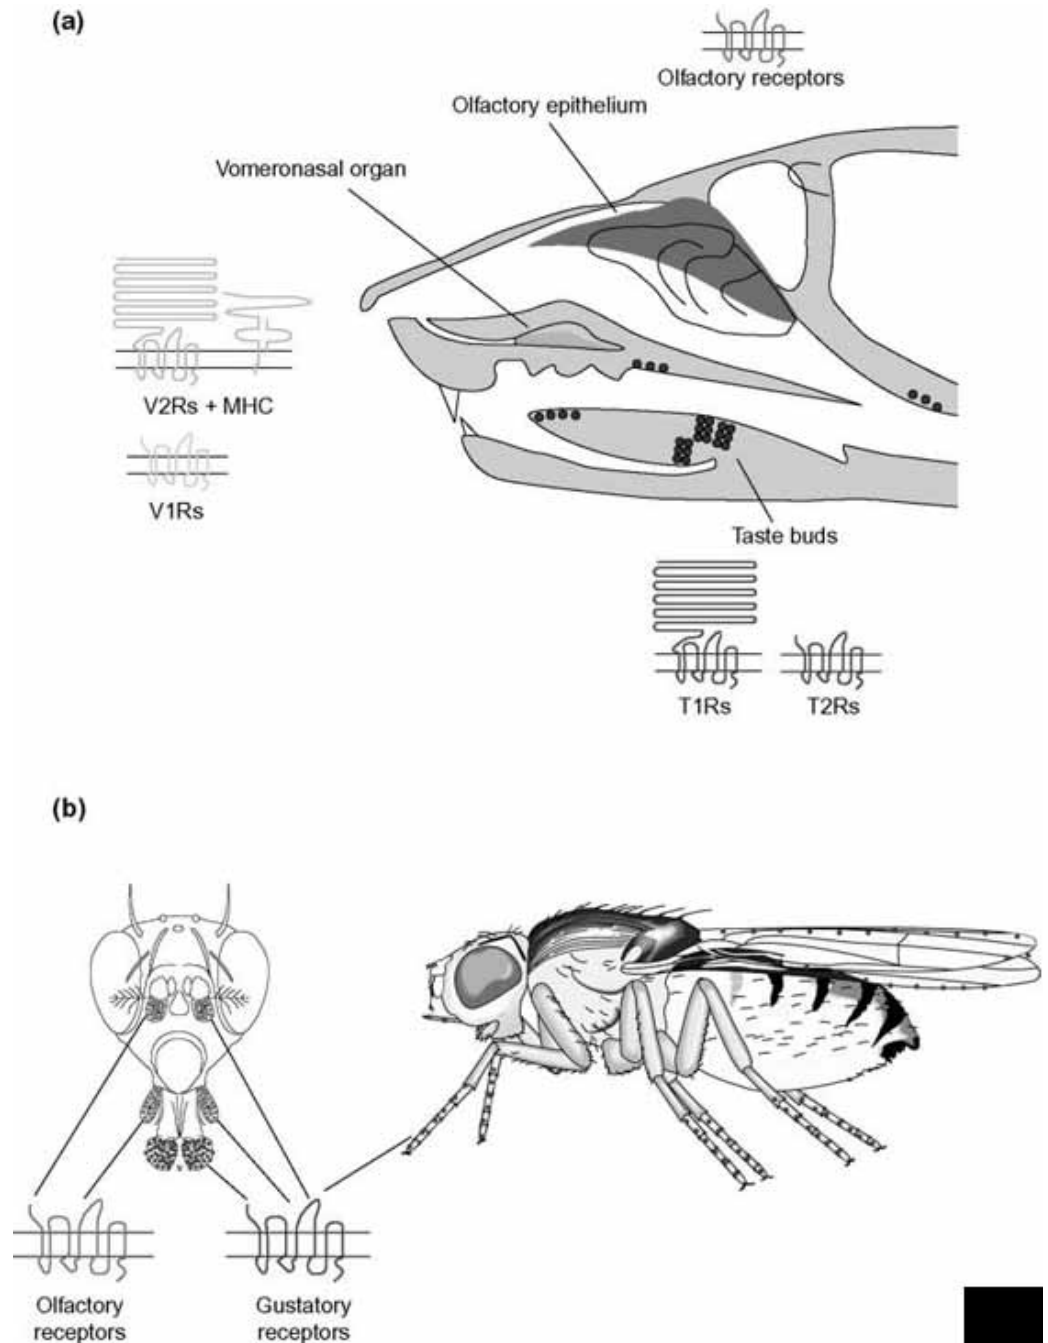 (a)
Olfactory receptors
Olfactory epithelium
Vomeronasal organ
V2Rs + MHC
V1Rs
Taste buds
T1Rs
T2Rs
(b)
Olfactory
receptors
Gustatory
receptors